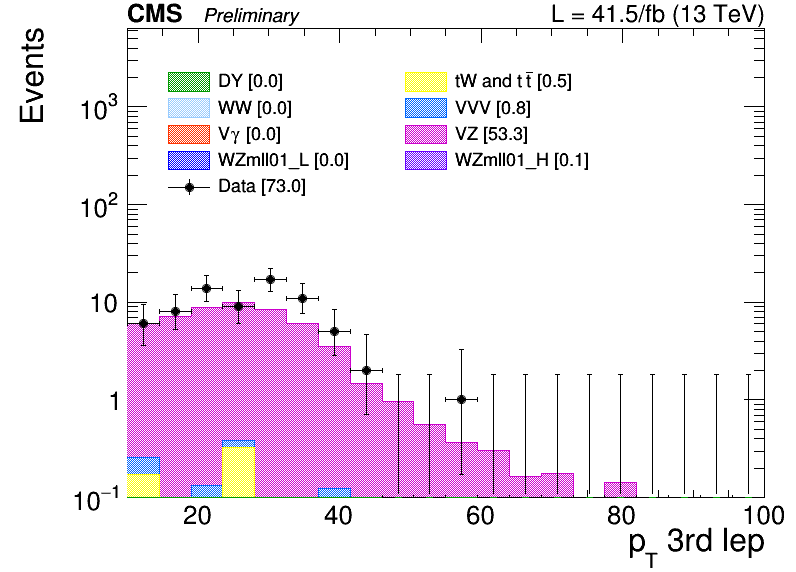 CMS Preliminary L = 41.5/fb (13 TeV)
Events
DY [0.0]
tW and tt̅ [0.5]
WW [0.0]
VVV [0.8]
Vγ [0.0]
VZ [53.3]
WZmll01_L [0.0]
WZmll01_H [0.1]
Data [73.0]
10³
10²
10
1
10⁻¹
20 40 60 80 100
p_T 3rd lep